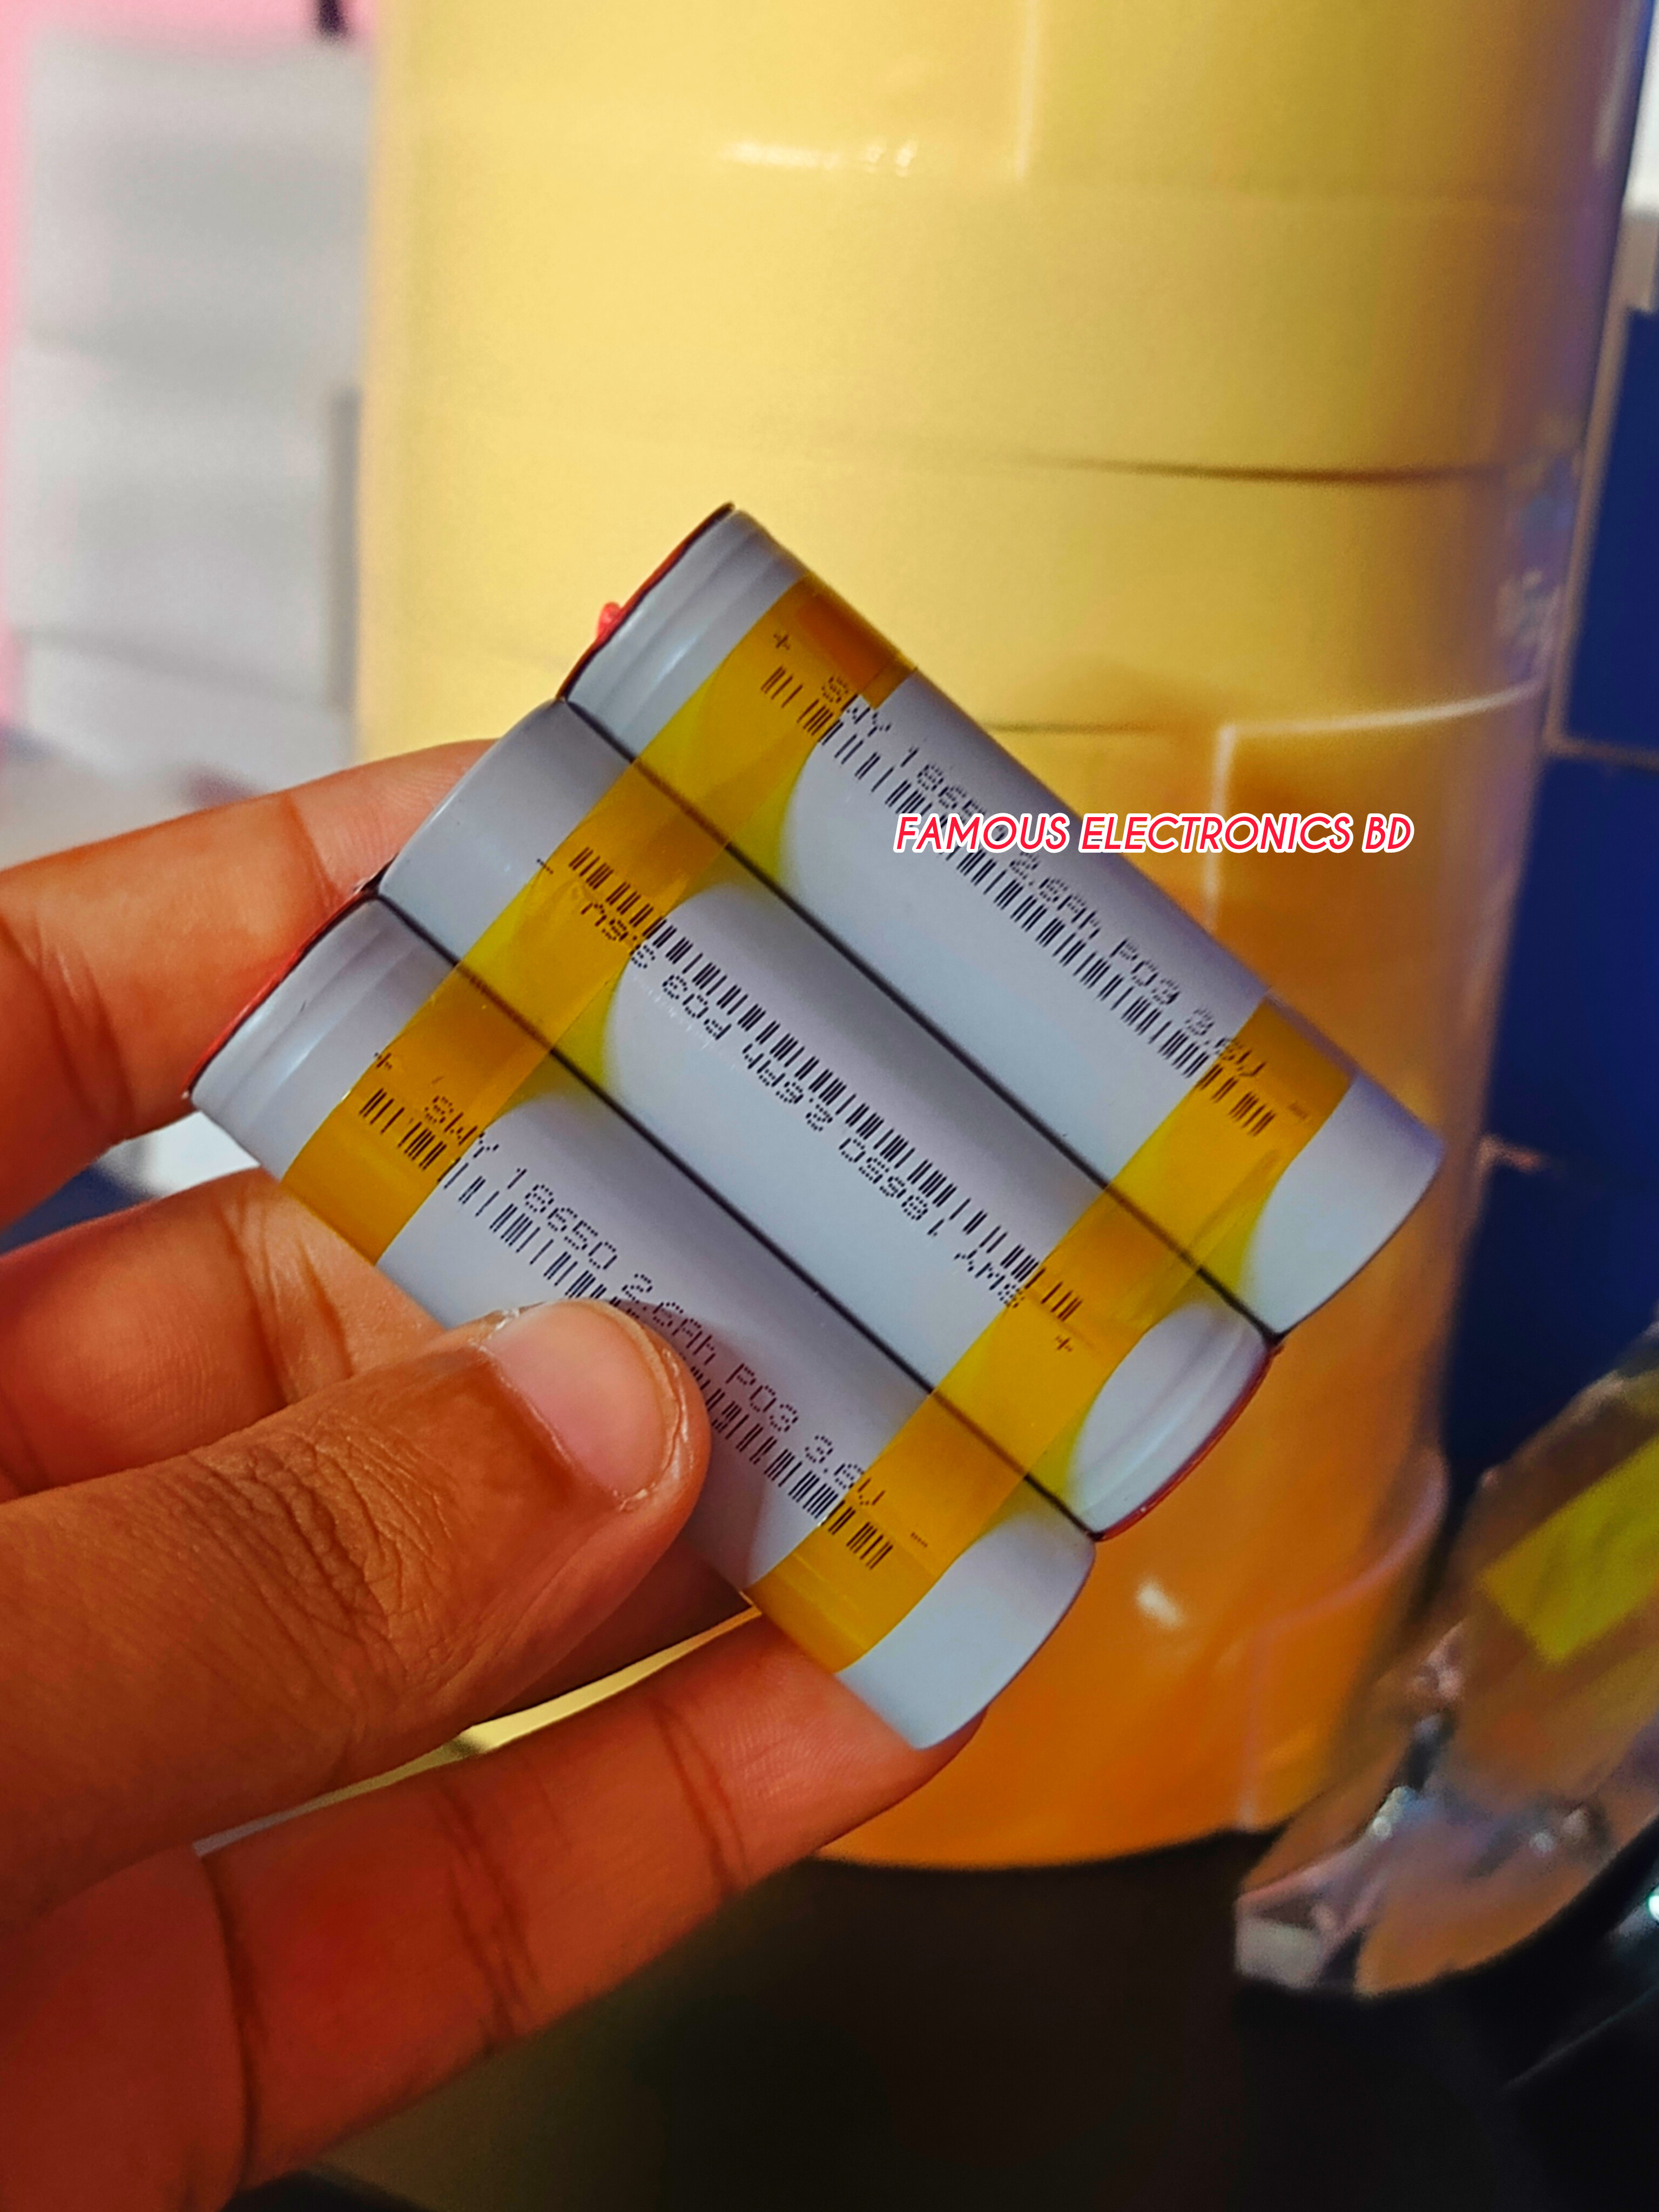 + SWY 18650 2.6Ah P03 3.6V -
FAMOUS ELECTRONICS BD
+ SWY 18650 2.6Ah P03 3.6V -
+ SWY 18650 2.6Ah P03 3.6V -